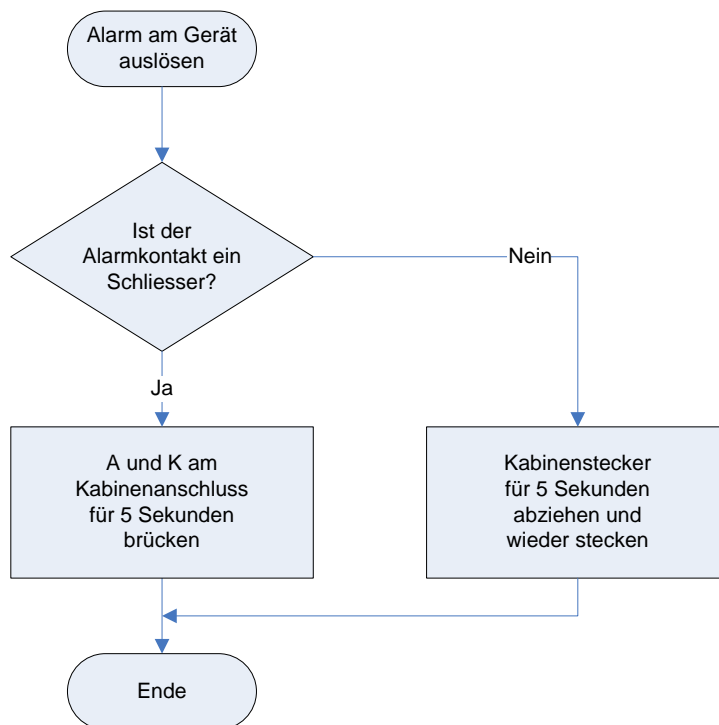 Alarm am Gerät
auslösen
Ist der
Alarmkontakt ein
Schliesser?
Nein
Ja
A und K am
Kabinenanschluss
für 5 Sekunden
brücken
Kabinenstecker
für 5 Sekunden
abziehen und
wieder stecken
Ende